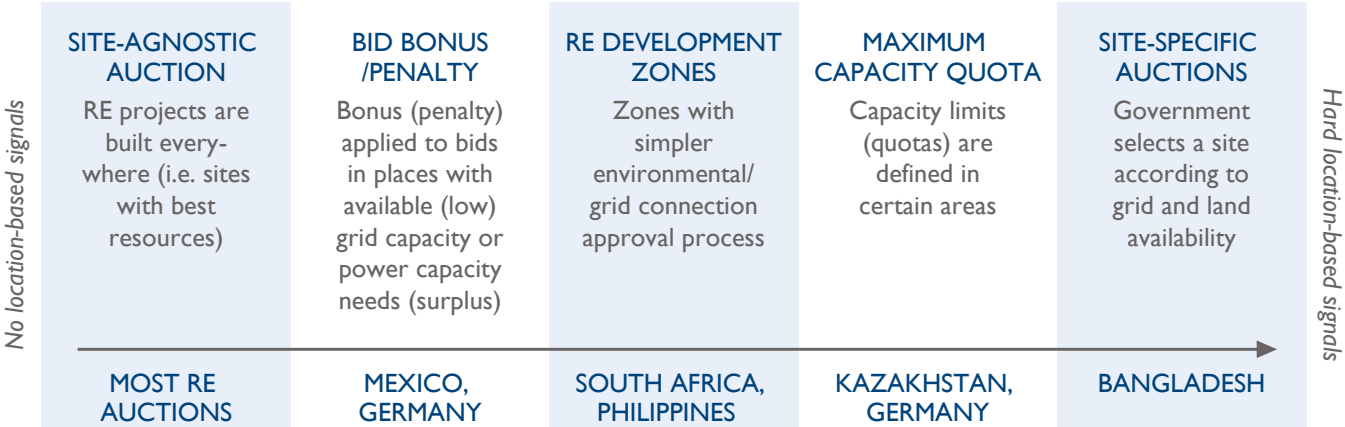 No location-based signals
SITE-AGNOSTIC
AUCTION
RE projects are
built every-
where (i.e. sites
with best
resources)
BID BONUS
/PENALTY
Bonus (penalty)
applied to bids
in places with
available (low)
grid capacity or
power capacity
needs (surplus)
RE DEVELOPMENT
ZONES
Zones with
simpler
environmental/
grid connection
approval process
MAXIMUM
CAPACITY QUOTA
Capacity limits
(quotas) are
defined in
certain areas
SITE-SPECIFIC
AUCTIONS
Government
selects a site
according to
grid and land
availability
Hard location-based signals
MOST RE
AUCTIONS
MEXICO,
GERMANY
SOUTH AFRICA,
PHILIPPINES
KAZAKHSTAN,
GERMANY
BANGLADESH